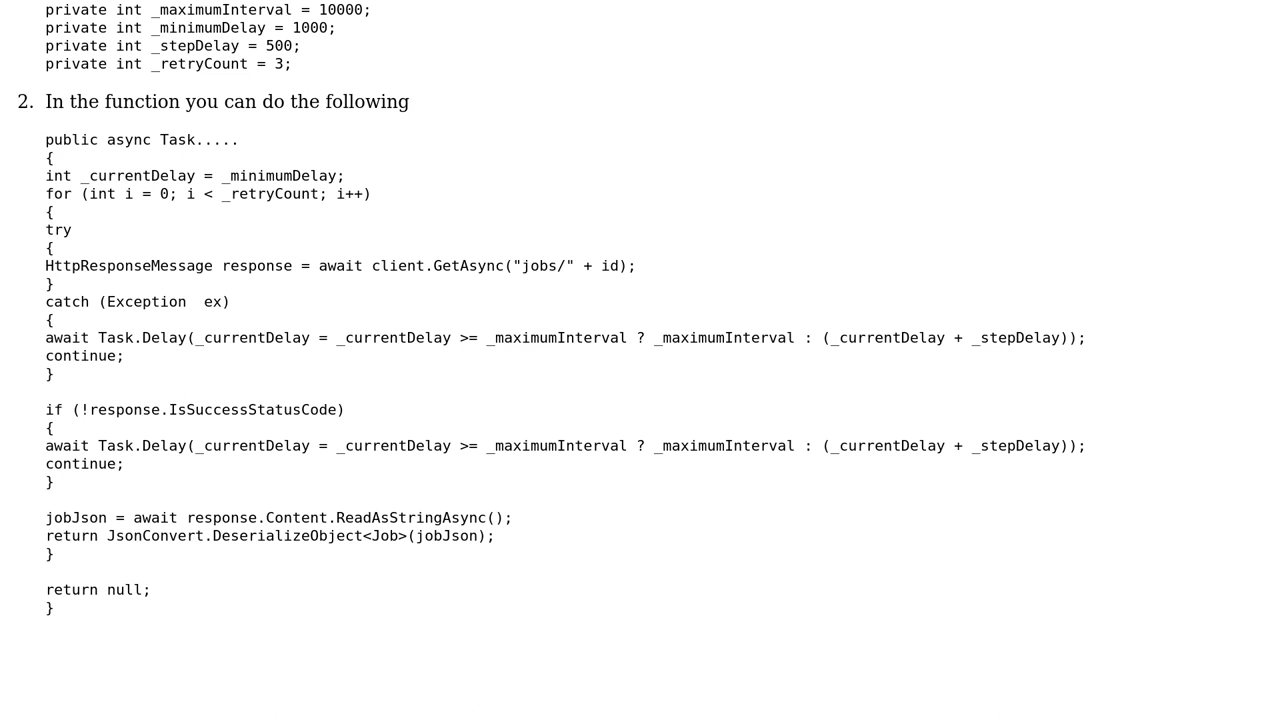 private int _maximumInterval = 10000;
private int _minimumDelay = 1000;
private int _stepDelay = 500;
private int _retryCount = 3;
2. In the function you can do the following
public async Task.....
{
int _currentDelay = _minimumDelay;
for (int i = 0; i < _retryCount; i++)
{
try
{
HttpResponseMessage response = await client.GetAsync("jobs/" + id);
}
catch (Exception  ex)
{
await Task.Delay(_currentDelay = _currentDelay >= _maximumInterval ? _maximumInterval : (_currentDelay + _stepDelay));
continue;
}
if (!response.IsSuccessStatusCode)
{
await Task.Delay(_currentDelay = _currentDelay >= _maximumInterval ? _maximumInterval : (_currentDelay + _stepDelay));
continue;
}
jobJson = await response.Content.ReadAsStringAsync();
return JsonConvert.DeserializeObject<Job>(jobJson);
}
return null;
}